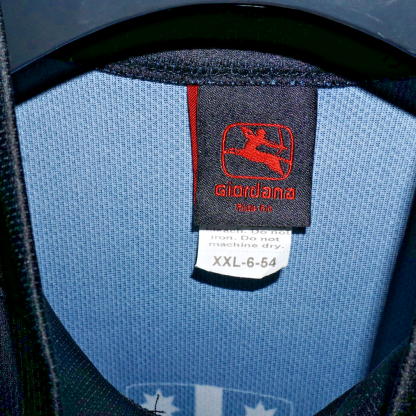 GIORDANA
iron. Do not
machine dry.
XXL-6-54